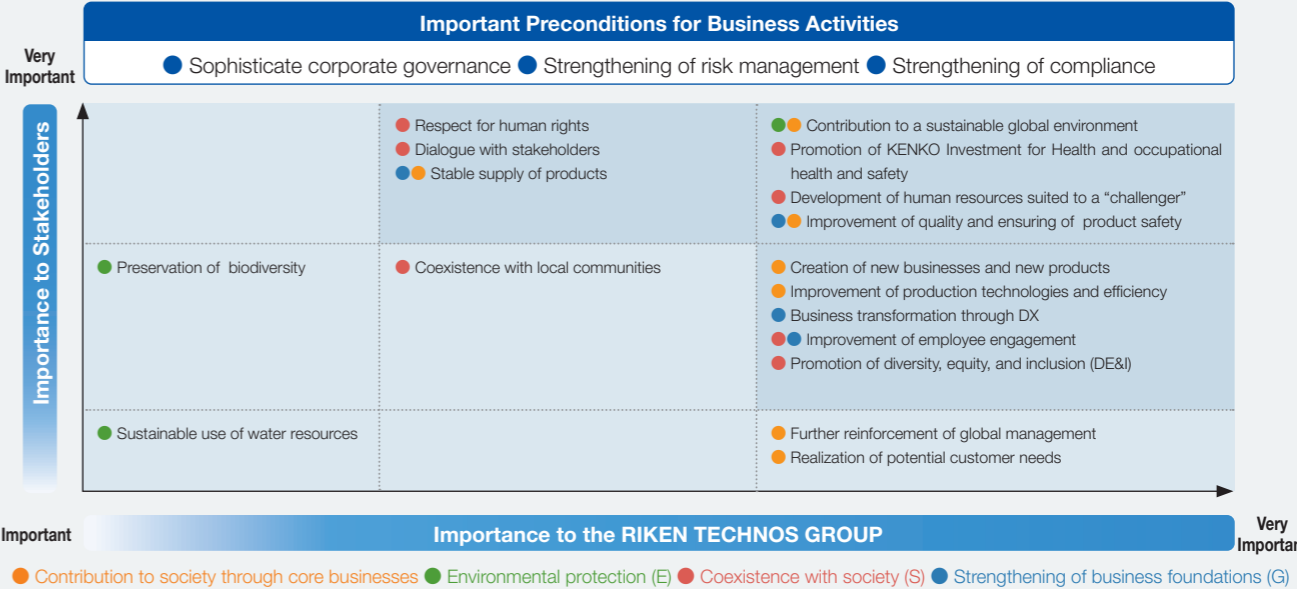 Important Preconditions for Business Activities
Very
Important
Sophisticate corporate governance Strengthening of risk management Strengthening of compliance
Importance to Stakeholders
Respect for human rights
Dialogue with stakeholders
Stable supply of products
Contribution to a sustainable global environment
Promotion of KENKO Investment for Health and occupational
health and safety
Development of human resources suited to a “challenger”
Improvement of quality and ensuring of product safety
Preservation of biodiversity
Coexistence with local communities
Creation of new businesses and new products
Improvement of production technologies and efficiency
Business transformation through DX
Improvement of employee engagement
Promotion of diversity, equity, and inclusion (DE&I)
Sustainable use of water resources
Further reinforcement of global management
Realization of potential customer needs
Important
Importance to the RIKEN TECHNOS GROUP
Very
Important
Contribution to society through core businesses Environmental protection (E) Coexistence with society (S) Strengthening of business foundations (G)